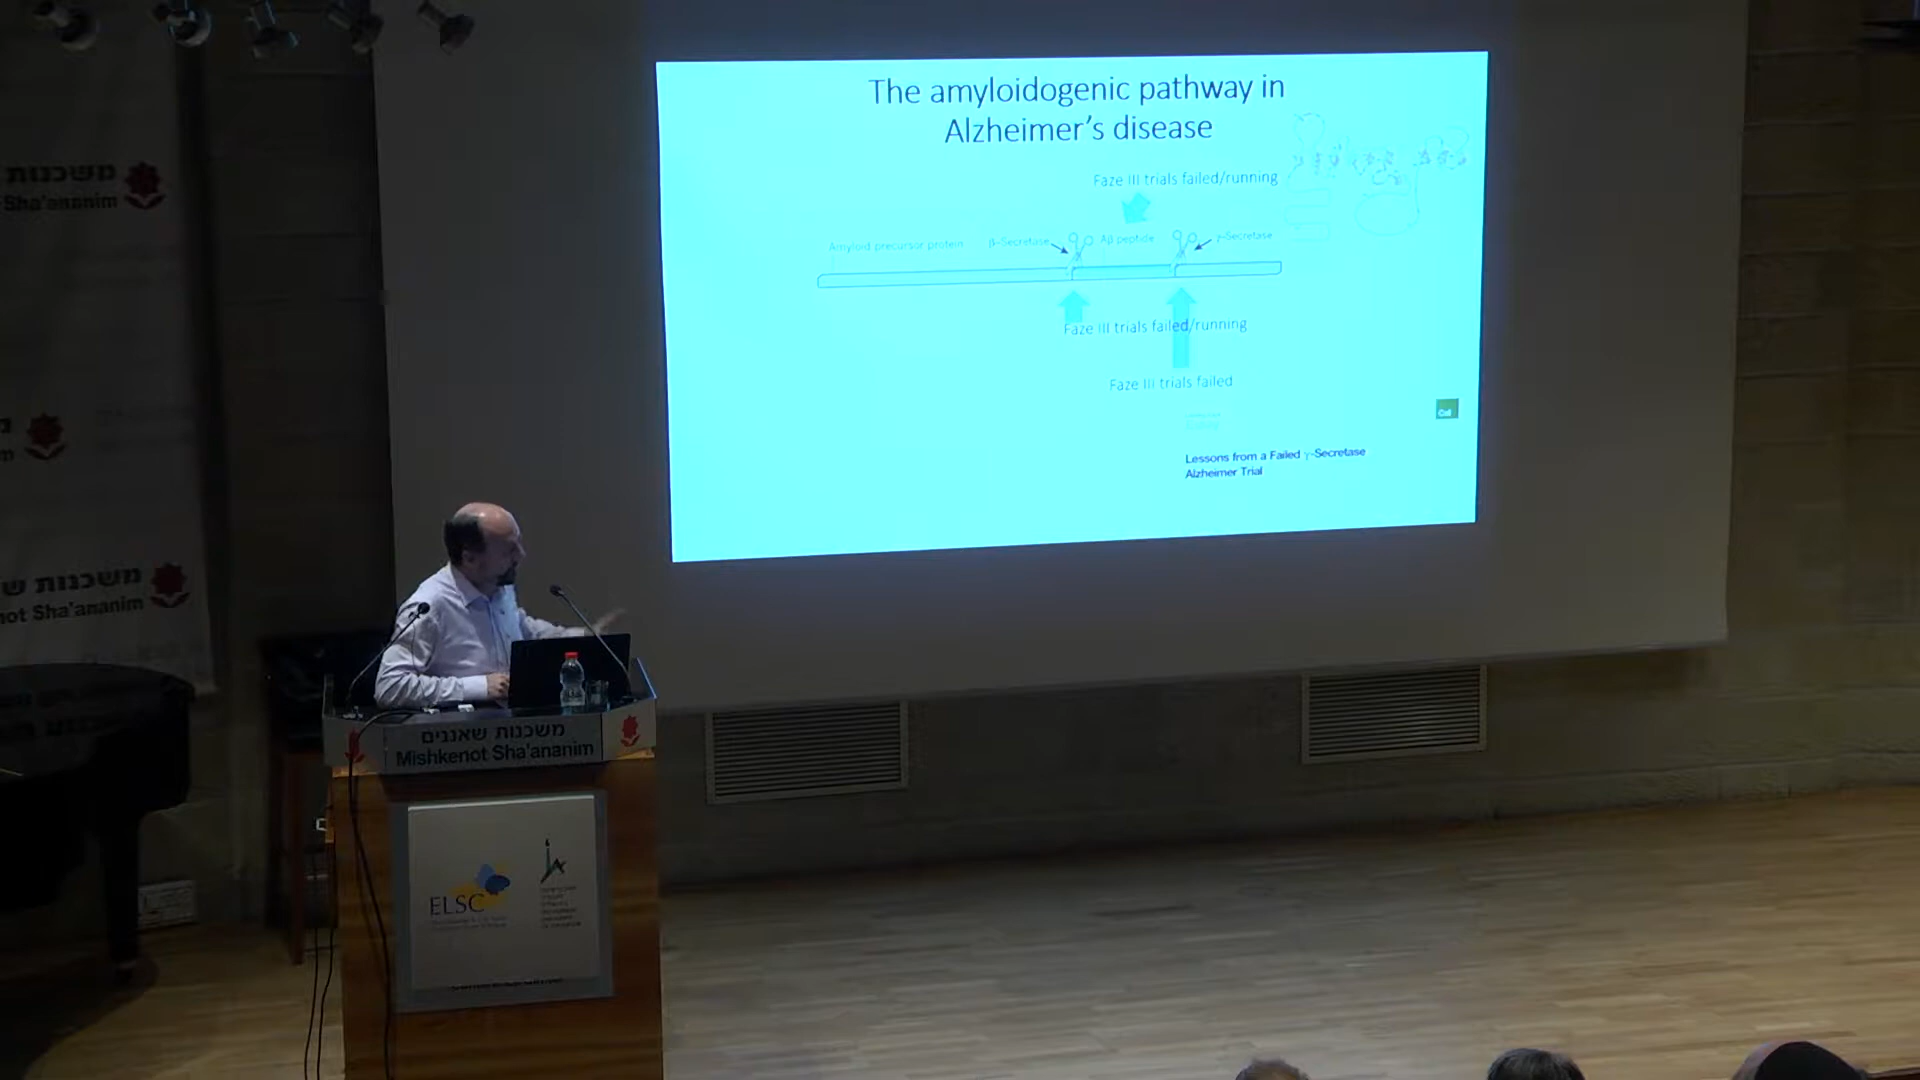 The amyloidogenic pathway in
Alzheimer's disease
Faze III trials failed/running
Amyloid precursor protein
β-Secretase
Aβ peptide
γ-Secretase
Faze III trials failed/running
Faze III trials failed
Cell
Lessons from a Failed γ-Secretase
Alzheimer Trial
משכנות
Sha'ananim
משכנות ש
not Sha'ananim
משכנות שאננים
Mishkenot Sha'ananim
ELSC